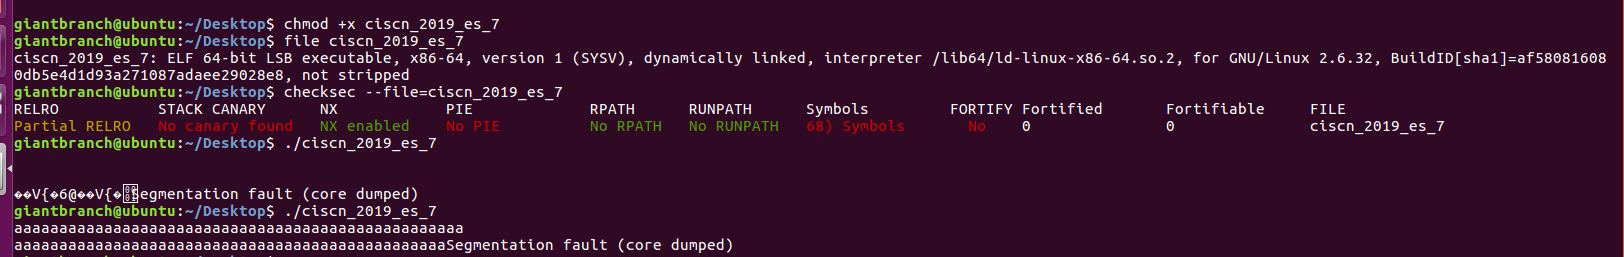 giantbranch@ubuntu:~/Desktop$ chmod +x ciscn_2019_es_7
giantbranch@ubuntu:~/Desktop$ file ciscn_2019_es_7
ciscn_2019_es_7: ELF 64-bit LSB executable, x86-64, version 1 (SYSV), dynamically linked, interpreter /lib64/ld-linux-x86-64.so.2, for GNU/Linux 2.6.32, BuildID[sha1]=af58081608
0db5e4d1d93a271087adaee29028e8, not stripped
giantbranch@ubuntu:~/Desktop$ checksec --file=ciscn_2019_es_7
RELRO STACK CANARY NX PIE RPATH RUNPATH Symbols FORTIFY Fortified Fortifiable FILE
Partial RELRO No canary found NX enabled No PIE No RPATH No RUNPATH 68) Symbols No 0 0 ciscn_2019_es_7
giantbranch@ubuntu:~/Desktop$ ./ciscn_2019_es_7
��V{�6@��V{�Segmentation fault (core dumped)
giantbranch@ubuntu:~/Desktop$ ./ciscn_2019_es_7
aaaaaaaaaaaaaaaaaaaaaaaaaaaaaaaaaaaaaaaaaaaaaaaaaa
aaaaaaaaaaaaaaaaaaaaaaaaaaaaaaaaaaaaaaaaaaaaaaaaSegmentation fault (core dumped)